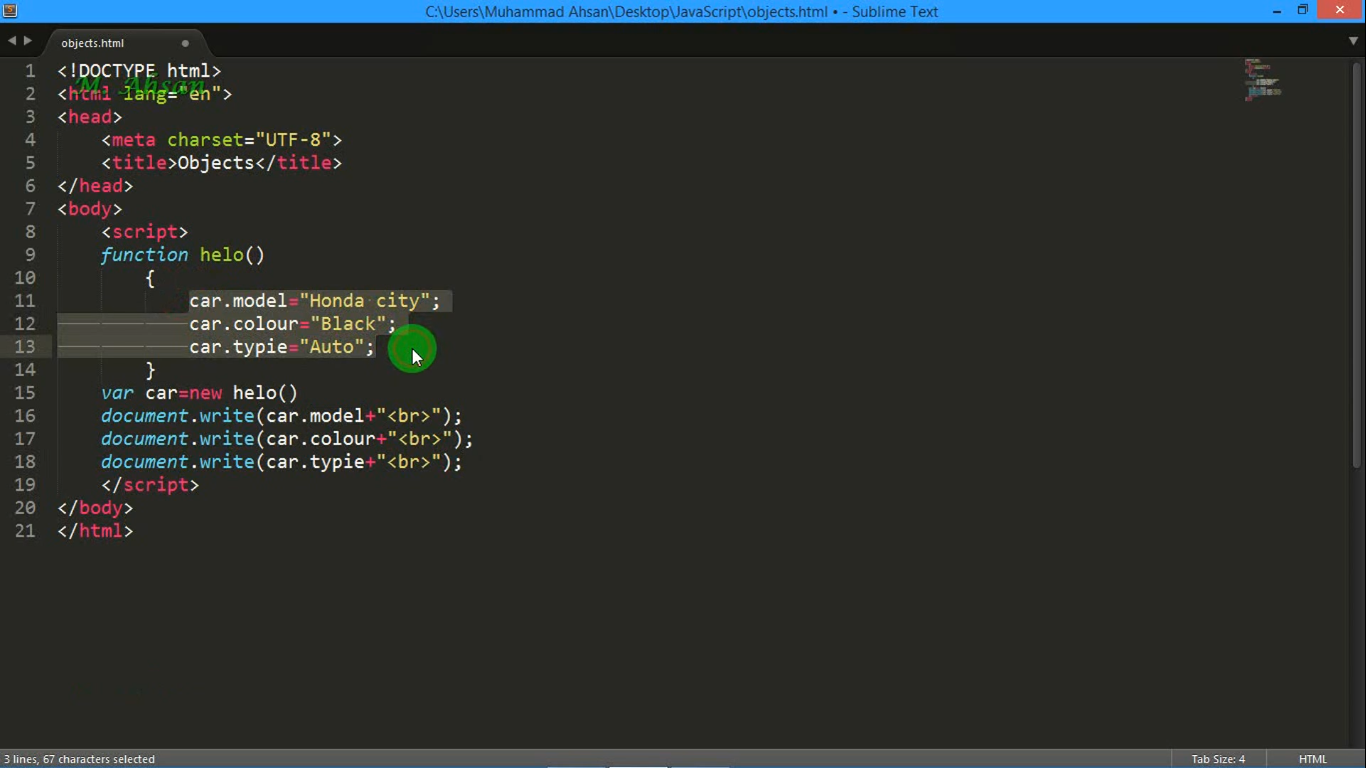 C:\Users\Muhammad Ahsan\Desktop\JavaScript\objects.html • - Sublime Text
objects.html
1 <!DOCTYPE html>
M. Ahsan
2 <html lang="en">
3 <head>
4 <meta charset="UTF-8">
5 <title>Objects</title>
6 </head>
7 <body>
8 <script>
9 function helo()
10 {
11 car.model="Honda city";
12 car.colour="Black";
13 car.typie="Auto";
14 }
15 var car=new helo()
16 document.write(car.model+"<br>");
17 document.write(car.colour+"<br>");
18 document.write(car.typie+"<br>");
19 </script>
20 </body>
21 </html>
3 lines, 67 characters selected
Tab Size: 4
HTML